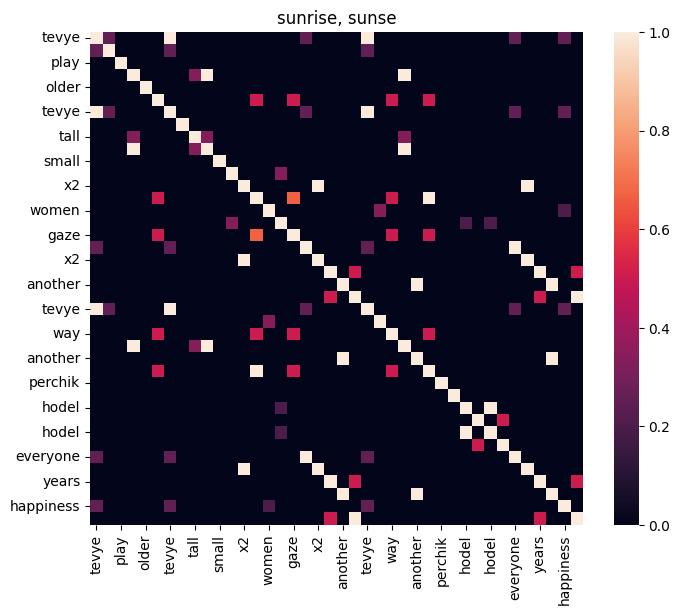 sunrise, sunse
tevye
play
older
tevye
tall
small
x2
women
gaze
x2
another
tevye
way
another
perchik
hodel
hodel
everyone
years
happiness
1.0
0.8
0.6
0.4
0.2
0.0
tevye
play
older
tevye
tall
small
x2
women
gaze
x2
another
tevye
way
another
perchik
hodel
hodel
everyone
years
happiness